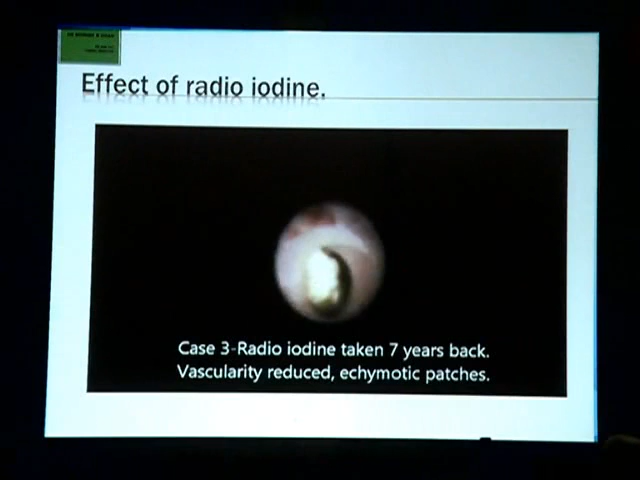 Effect of radio iodine.
Case 3-Radio iodine taken 7 years back.
Vascularity reduced, echymotic patches.